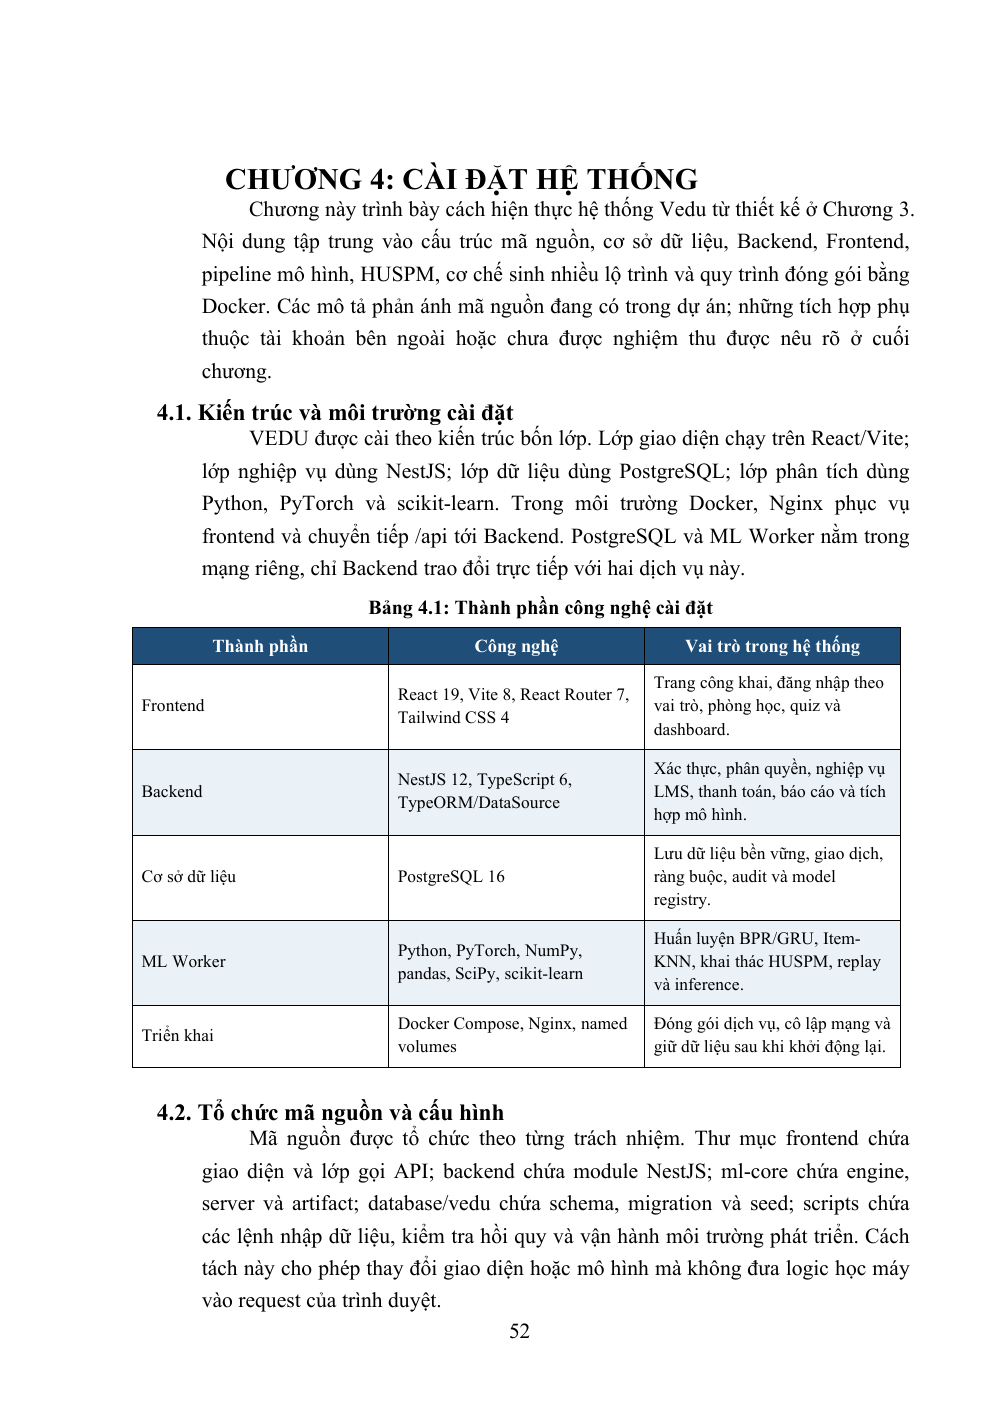 CHƯƠNG 4: CÀI ĐẶT HỆ THỐNG
Chương này trình bày cách hiện thực hệ thống Vedu từ thiết kế ở Chương 3.
Nội dung tập trung vào cấu trúc mã nguồn, cơ sở dữ liệu, Backend, Frontend,
pipeline mô hình, HUSPM, cơ chế sinh nhiều lộ trình và quy trình đóng gói bằng
Docker. Các mô tả phản ánh mã nguồn đang có trong dự án; những tích hợp phụ
thuộc tài khoản bên ngoài hoặc chưa được nghiệm thu được nêu rõ ở cuối
chương.
4.1. Kiến trúc và môi trường cài đặt
VEDU được cài theo kiến trúc bốn lớp. Lớp giao diện chạy trên React/Vite;
lớp nghiệp vụ dùng NestJS; lớp dữ liệu dùng PostgreSQL; lớp phân tích dùng
Python, PyTorch và scikit-learn. Trong môi trường Docker, Nginx phục vụ
frontend và chuyển tiếp /api tới Backend. PostgreSQL và ML Worker nằm trong
mạng riêng, chỉ Backend trao đổi trực tiếp với hai dịch vụ này.
Bảng 4.1: Thành phần công nghệ cài đặt
Thành phần Công nghệ Vai trò trong hệ thống
Frontend
React 19, Vite 8, React Router 7,
Tailwind CSS 4
Trang công khai, đăng nhập theo
vai trò, phòng học, quiz và
dashboard.
Backend
NestJS 12, TypeScript 6,
TypeORM/DataSource
Xác thực, phân quyền, nghiệp vụ
LMS, thanh toán, báo cáo và tích
hợp mô hình.
Cơ sở dữ liệu
PostgreSQL 16
Lưu dữ liệu bền vững, giao dịch,
ràng buộc, audit và model
registry.
ML Worker
Python, PyTorch, NumPy,
pandas, SciPy, scikit-learn
Huấn luyện BPR/GRU, Item-
KNN, khai thác HUSPM, replay
và inference.
Triển khai
Docker Compose, Nginx, named
volumes
Đóng gói dịch vụ, cô lập mạng và
giữ dữ liệu sau khi khởi động lại.
4.2. Tổ chức mã nguồn và cấu hình
Mã nguồn được tổ chức theo từng trách nhiệm. Thư mục frontend chứa
giao diện và lớp gọi API; backend chứa module NestJS; ml-core chứa engine,
server và artifact; database/vedu chứa schema, migration và seed; scripts chứa
các lệnh nhập dữ liệu, kiểm tra hồi quy và vận hành môi trường phát triển. Cách
tách này cho phép thay đổi giao diện hoặc mô hình mà không đưa logic học máy
vào request của trình duyệt.
52